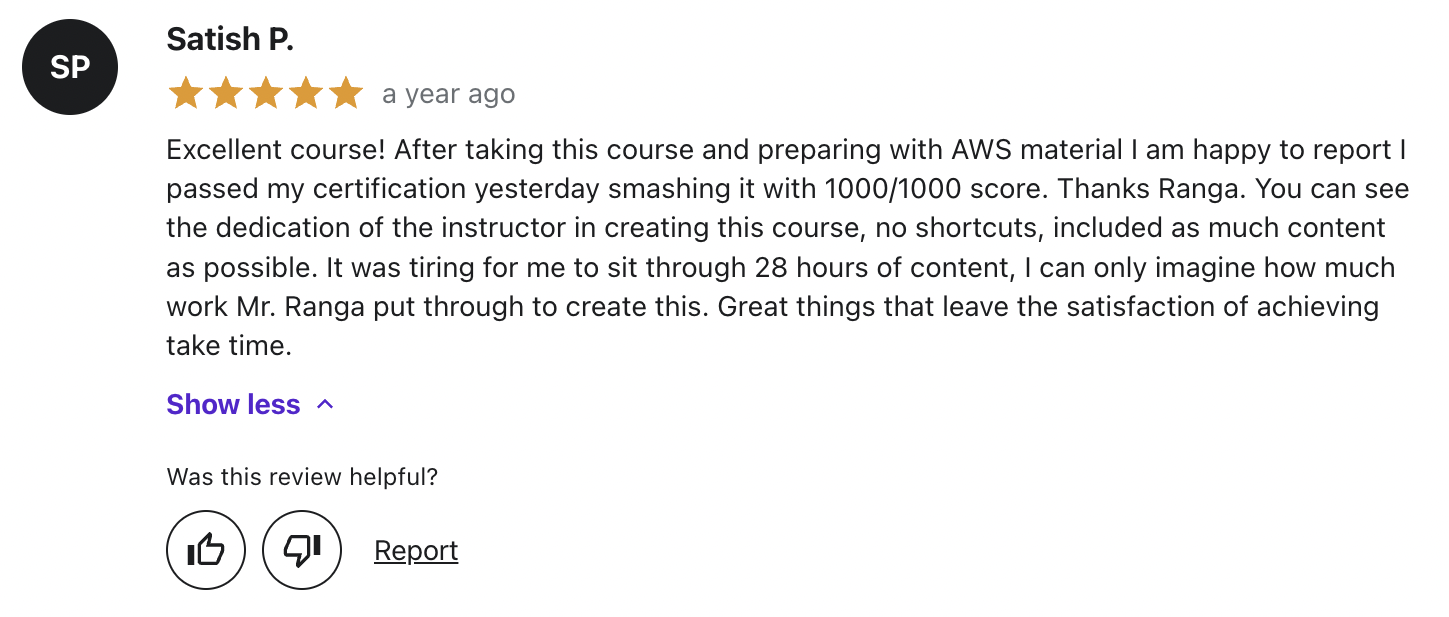 SP
Satish P.
a year ago
Excellent course! After taking this course and preparing with AWS material I am happy to report I
passed my certification yesterday smashing it with 1000/1000 score. Thanks Ranga. You can see
the dedication of the instructor in creating this course, no shortcuts, included as much content
as possible. It was tiring for me to sit through 28 hours of content, I can only imagine how much
work Mr. Ranga put through to create this. Great things that leave the satisfaction of achieving
take time.
Show less
Was this review helpful?
Report